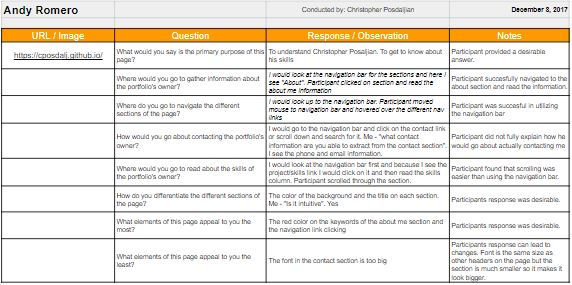 Andy Romero
Conducted by: Christopher Posdaljian
December 8, 2017
URL / Image
Question
Response / Observation
Notes
https://cposdalj.github.io/
What would you say is the primary purpose of this
page?
To understand Christopher Posaljian. To get to know about
his skills
Participant provided a desirable
answer.
Where would you go to gather information about
the portfolio's owner?
I would look at the navigation bar for the sections and here I
see "About". Participant clicked on section and read the
about me information
Participant succesfully navigated to the
about section and read the information.
Where do you go to navigate the different
sections of the page?
I would look up to the navigation bar. Participant moved
mouse to navigation bar and hovered over the different nav
links
Participant was succesful in utilizing
the navigation bar
How would you go about contacting the portfolio's
owner?
I would go to the navigation bar and click on the contact link
or scroll down and search for it. Me - "what contact
information are you able to extract from the contact section".
I see the phone and email information.
Participant did not fully explain how he
would go about actually contacting me
Where would you go to read about the skills of
the portfolio's owner?
I would look at the navigation bar first and because I see the
project/skills link I would click on it and then read the skills
column. Participant scrolled through the section.
Participant found that scrolling was
easier than using the navigation bar.
How do you differentiate the different sections of
the page?
The color of the background and the title on each section.
Me - "Is it intuitive". Yes
Participants response was desirable.
What elements of this page appeal to you the
most?
The red color on the keywords of the about me section and
the navigation link clicking
Participants response was desirable.
What elements of this page appeal to you the
least?
The font in the contact section is too big
Participants response can lead to
changes. Font is the same size as
other headers on the page but the
section is much smaller so it makes it
look bigger.